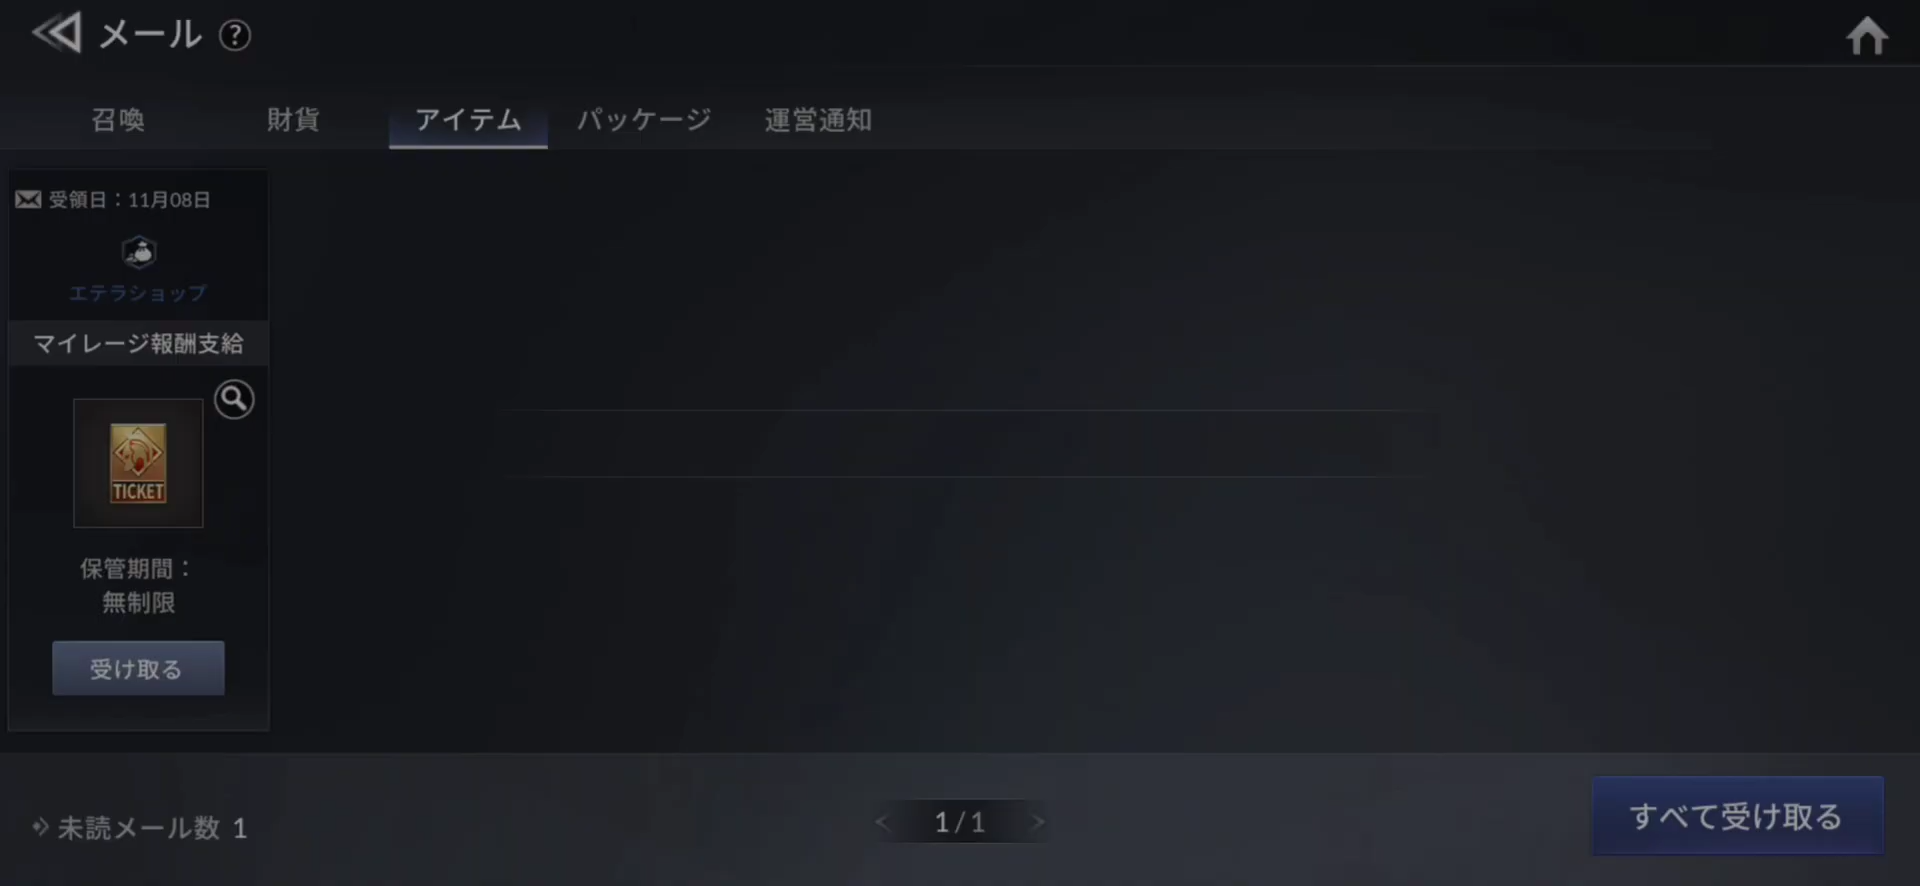 メール ?
召喚 財貨 アイテム パッケージ 運営通知
受領日：11月08日
エテラショップ
マイレージ報酬支給
TICKET
保管期間：
無制限
受け取る
未読メール数 1
< 1/1 >
すべて受け取る